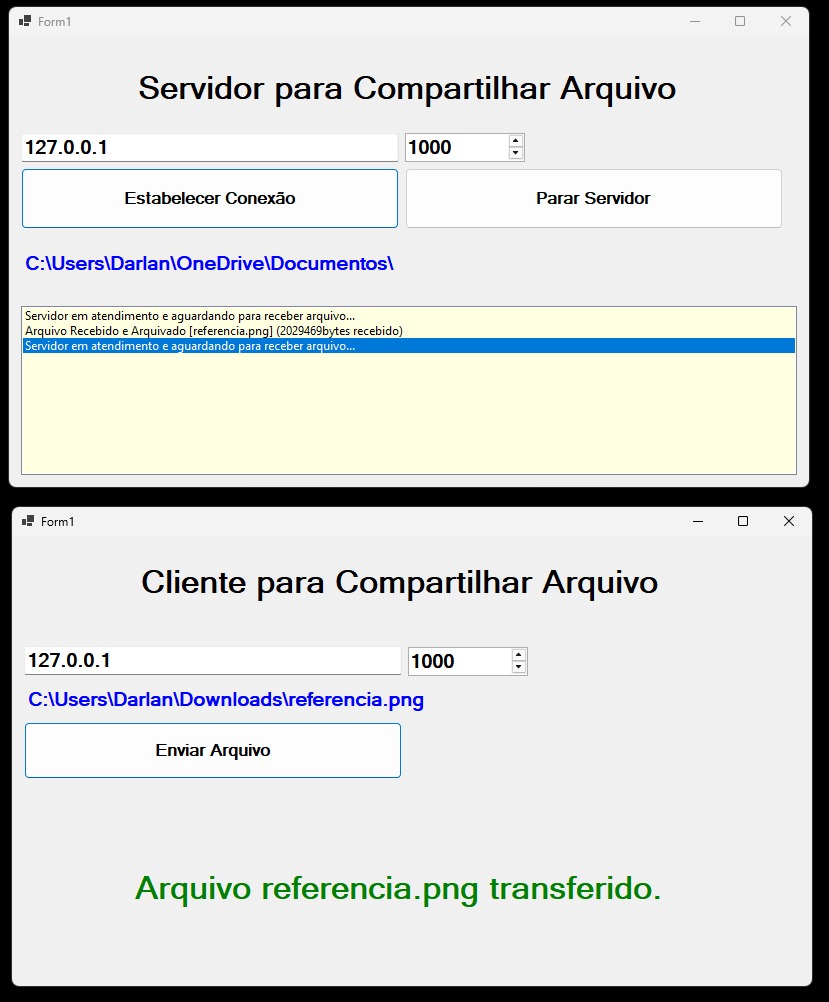 Form1
Servidor para Compartilhar Arquivo
127.0.0.1 1000
Estabelecer Conexão Parar Servidor
C:\Users\Darlan\OneDrive\Documentos\
Servidor em atendimento e aguardando para receber arquivo...
Arquivo Recebido e Arquivado [referencia.png] (2029469bytes recebido)
Servidor em atendimento e aguardando para receber arquivo...
Form1
Cliente para Compartilhar Arquivo
127.0.0.1 1000
C:\Users\Darlan\Downloads\referencia.png
Enviar Arquivo
Arquivo referencia.png transferido.